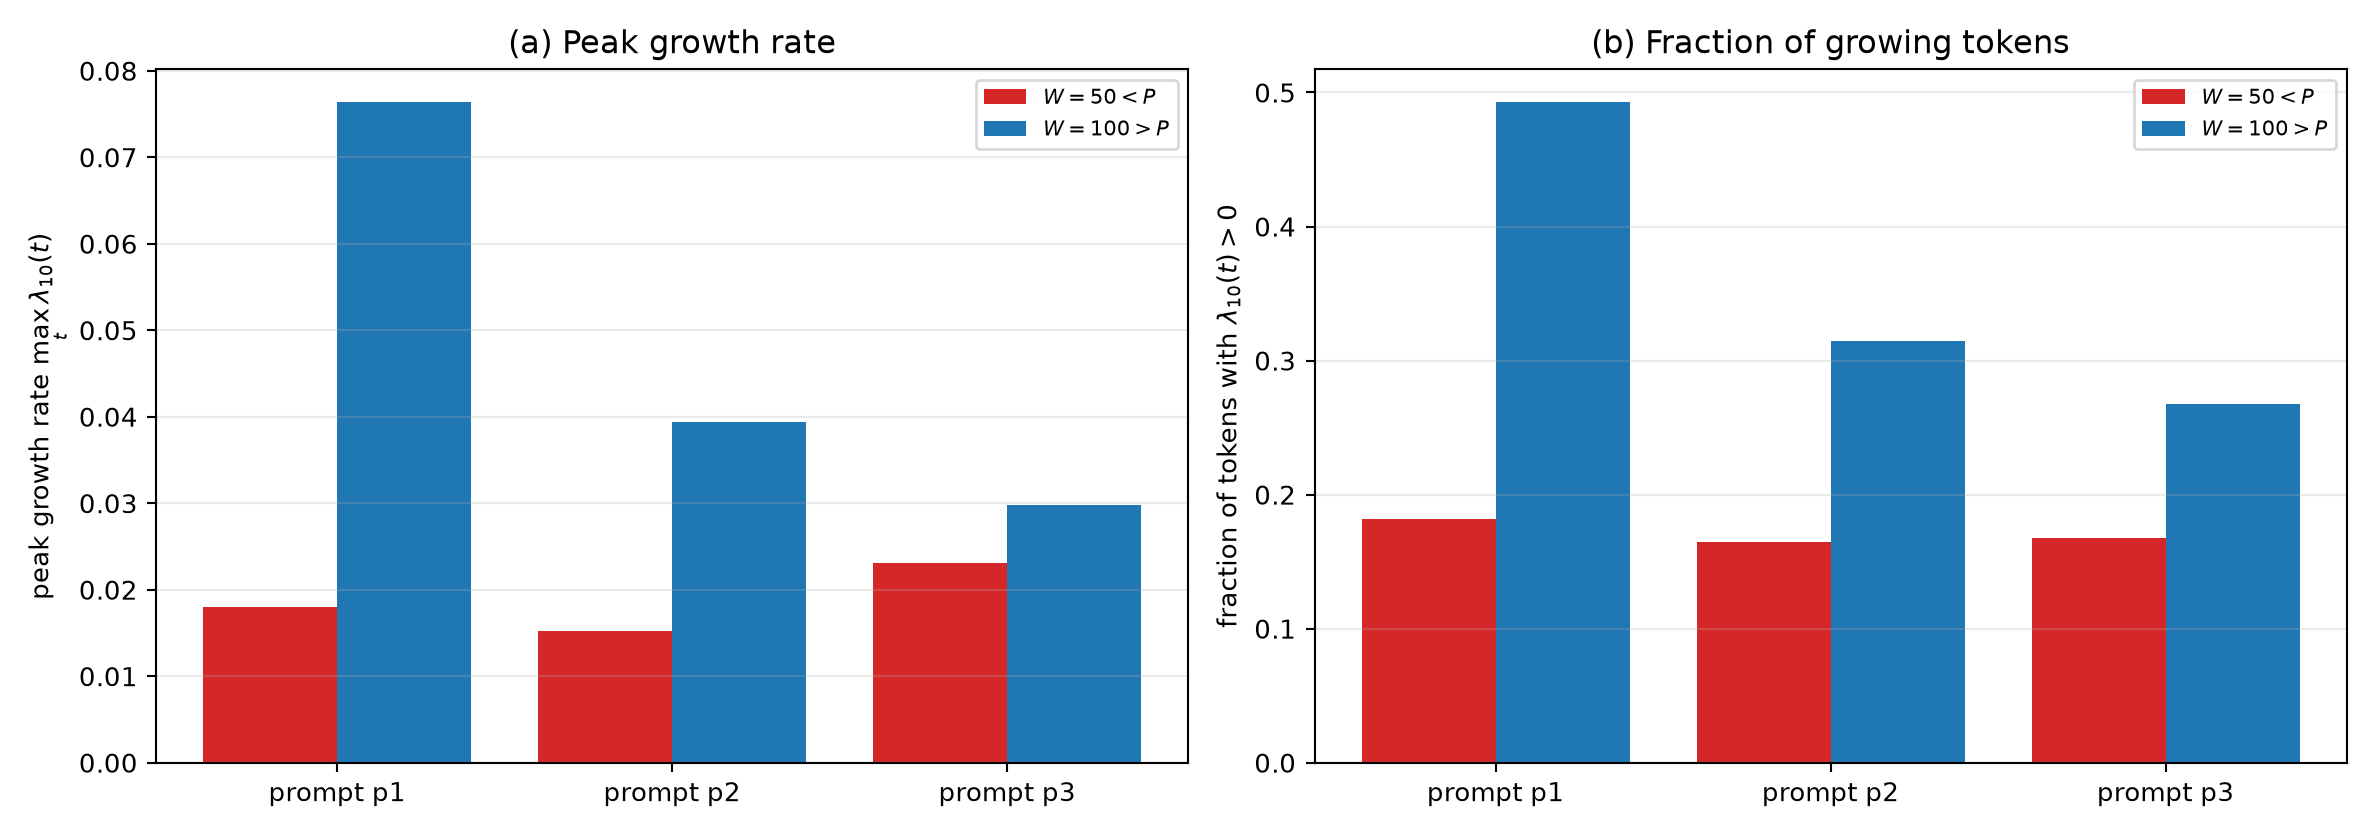 (a) Peak growth rate
peak growth rate max_t λ₁₀(t)
0.08
0.07
0.06
0.05
0.04
0.03
0.02
0.01
0.00
W = 50 < P
W = 100 > P
prompt p1
prompt p2
prompt p3
(b) Fraction of growing tokens
fraction of tokens with λ₁₀(t) > 0
0.5
0.4
0.3
0.2
0.1
0.0
W = 50 < P
W = 100 > P
prompt p1
prompt p2
prompt p3